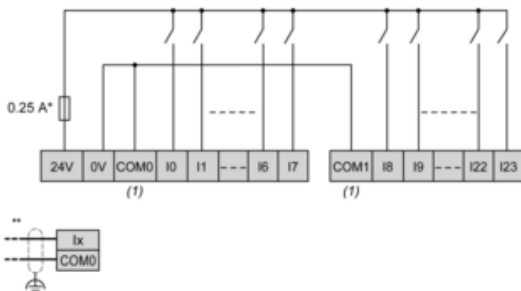 0.25 A*
24V 0V COM0 I0 I1 I6 I7 COM1 I8 I9 I22 I23
(1) (1)
**
Ix
COM0